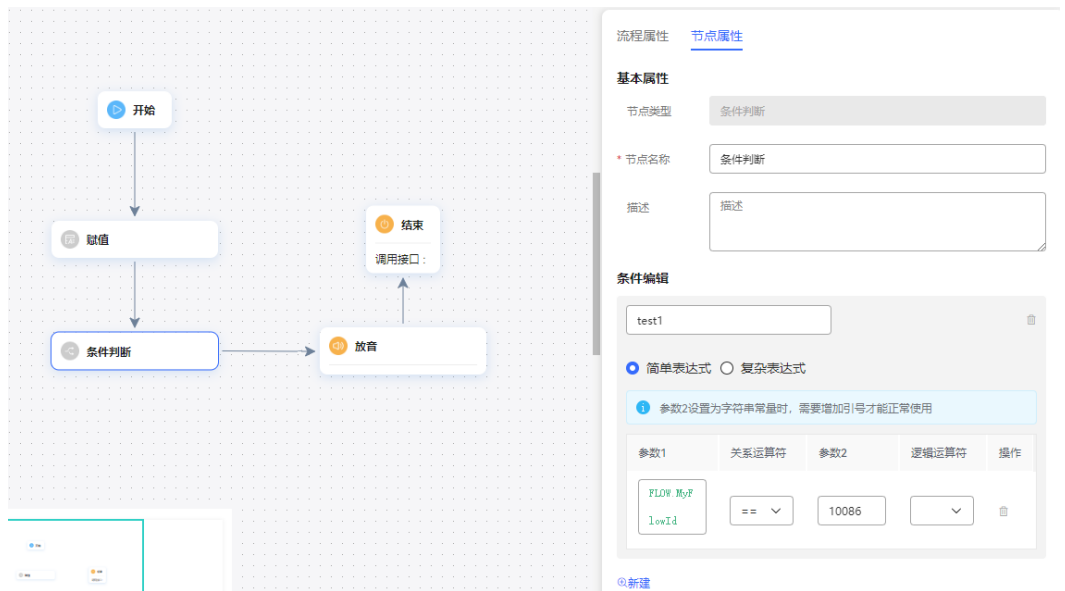 开始
赋值
条件判断
结束
调用接口：
放音
流程属性 节点属性
基本属性
节点类型 条件判断
* 节点名称 条件判断
描述 描述
条件编辑
test1
简单表达式 复杂表达式
参数2设置为字符串常量时，需要增加引号才能正常使用
参数1 关系运算符 参数2 逻辑运算符 操作
FLOW.MyF
lowId
== 10086
新建